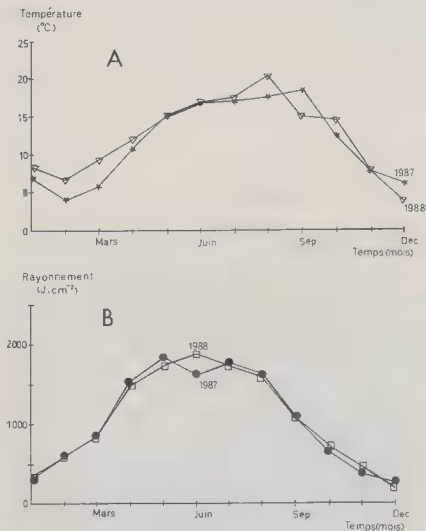 Température
(°C)
A
25
20
15
10
5
0
1987
1988
Mars
Juin
Sep
Dec
Temps(mois)
Rayonnement
(J.cm⁻²)
B
2000
1000
0
1988
1987
Mars
Juin
Sep
Dec
Temps(mois)